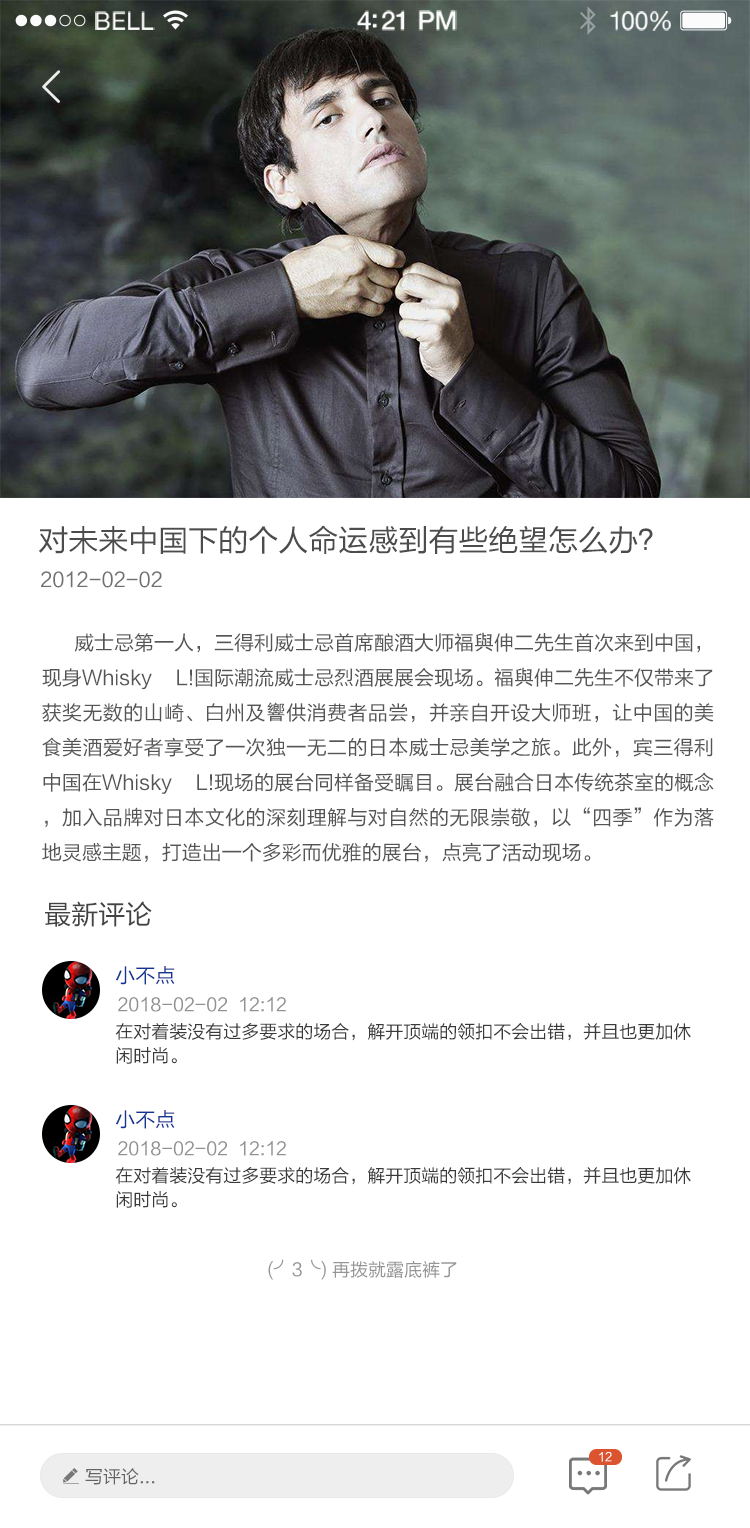 BELL 4:21 PM 100%
对未来中国下的个人命运感到有些绝望怎么办?
2012-02-02
威士忌第一人，三得利威士忌首席酿酒大师福與伸二先生首次来到中国，
现身Whisky L!国际潮流威士忌烈酒展展会现场。福與伸二先生不仅带来了
获奖无数的山崎、白州及響供消费者品尝，并亲自开设大师班，让中国的美
食美酒爱好者享受了一次独一无二的日本威士忌美学之旅。此外，宾三得利
中国在Whisky L!现场的展台同样备受瞩目。展台融合日本传统茶室的概念
，加入品牌对日本文化的深刻理解与对自然的无限崇敬，以“四季”作为落
地灵感主题，打造出一个多彩而优雅的展台，点亮了活动现场。
最新评论
小不点
2018-02-02 12:12
在对着装没有过多要求的场合，解开顶端的领扣不会出错，并且也更加休
闲时尚。
小不点
2018-02-02 12:12
在对着装没有过多要求的场合，解开顶端的领扣不会出错，并且也更加休
闲时尚。
(╯3╰) 再拨就露底裤了
写评论...
12